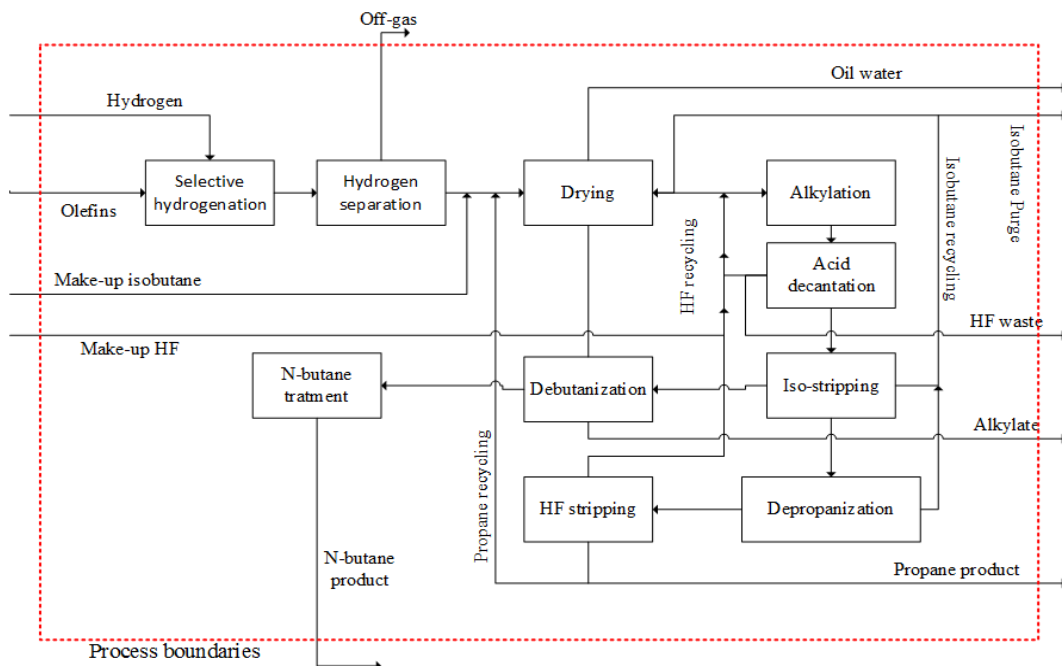 Off-gas
Oil water
Hydrogen
Isobutane Purge
Isobutane recycling
Selective
hydrogenation
Hydrogen
separation
Drying
Alkylation
Olefins
Acid
decantation
HF recycling
Make-up isobutane
HF waste
Make-up HF
N-butane
tratment
Debutanization
Iso-stripping
Alkylate
Propane recycling
HF stripping
Depropanization
N-butane
product
Propane product
Process boundaries